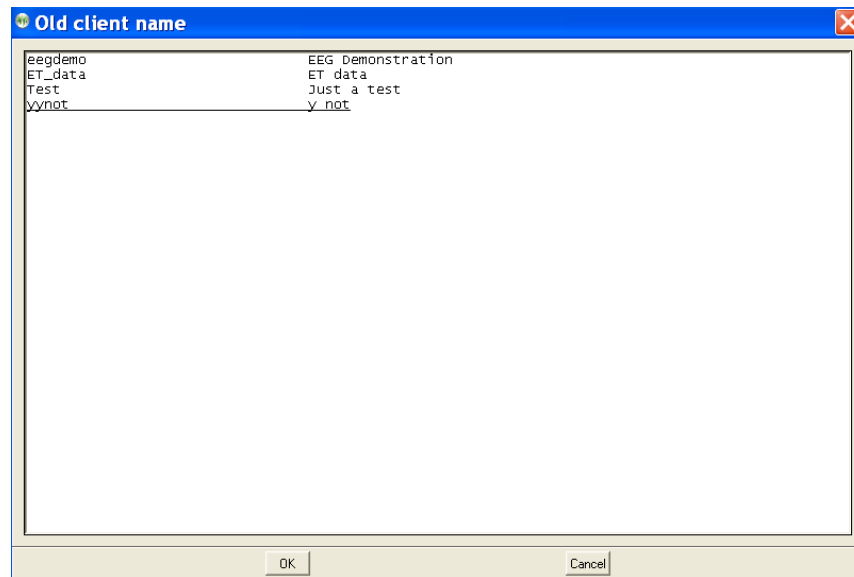 Old client name
eegdemo EEG Demonstration
ET_data ET data
Test Just a test
yynot y not
OK Cancel